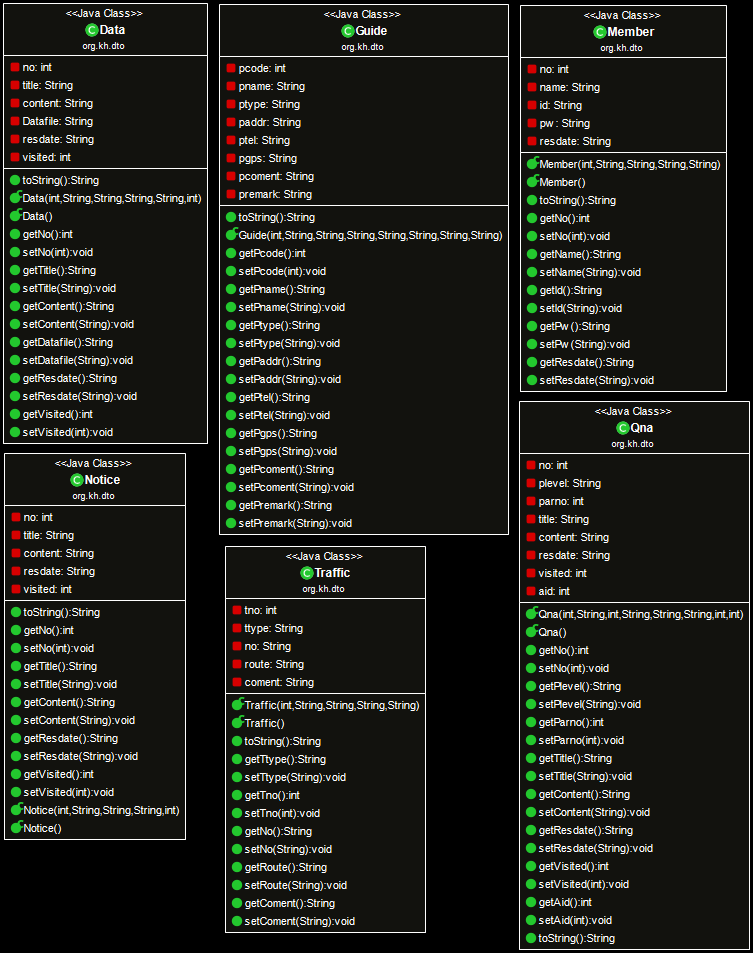 <<Java Class>>
Data
org.kh.dto
no: int
title: String
content: String
Datafile: String
resdate: String
visited: int
toString():String
Data(int,String,String,String,String,int)
Data()
getNo():int
setNo(int):void
getTitle():String
setTitle(String):void
getContent():String
setContent(String):void
getDatafile():String
setDatafile(String):void
getResdate():String
setResdate(String):void
getVisited():int
setVisited(int):void
<<Java Class>>
Guide
org.kh.dto
pcode: int
pname: String
ptype: String
paddr: String
ptel: String
pgps: String
pcoment: String
premark: String
toString():String
Guide(int,String,String,String,String,String,String,String)
getPcode():int
setPcode(int):void
getPname():String
setPname(String):void
getPtype():String
setPtype(String):void
getPaddr():String
setPaddr(String):void
getPtel():String
setPtel(String):void
getPgps():String
setPgps(String):void
getPcoment():String
setPcoment(String):void
getPremark():String
setPremark(String):void
<<Java Class>>
Member
org.kh.dto
no: int
name: String
id: String
pw: String
resdate: String
Member(int,String,String,String,String)
Member()
toString():String
getNo():int
setNo(int):void
getName():String
setName(String):void
getId():String
setId(String):void
getPw():String
setPw(String):void
getResdate():String
setResdate(String):void
<<Java Class>>
Notice
org.kh.dto
no: int
title: String
content: String
resdate: String
visited: int
toString():String
getNo():int
setNo(int):void
getTitle():String
setTitle(String):void
getContent():String
setContent(String):void
getResdate():String
setResdate(String):void
getVisited():int
setVisited(int):void
Notice(int,String,String,String,int)
Notice()
<<Java Class>>
Traffic
org.kh.dto
tno: int
ttype: String
no: String
route: String
coment: String
Traffic(int,String,String,String,String)
Traffic()
toString():String
getTtype():String
setTtype(String):void
getTno():int
setTno(int):void
getNo():String
setNo(String):void
getRoute():String
setRoute(String):void
getComent():String
setComent(String):void
<<Java Class>>
Qna
org.kh.dto
no: int
plevel: String
parno: int
title: String
content: String
resdate: String
visited: int
aid: int
Qna(int,String,int,String,String,String,int,int)
Qna()
getNo():int
setNo(int):void
getPlevel():String
setPlevel(String):void
getParno():int
setParno(int):void
getTitle():String
setTitle(String):void
getContent():String
setContent(String):void
getResdate():String
setResdate(String):void
getVisited():int
setVisited(int):void
getAid():int
setAid(int):void
toString():String